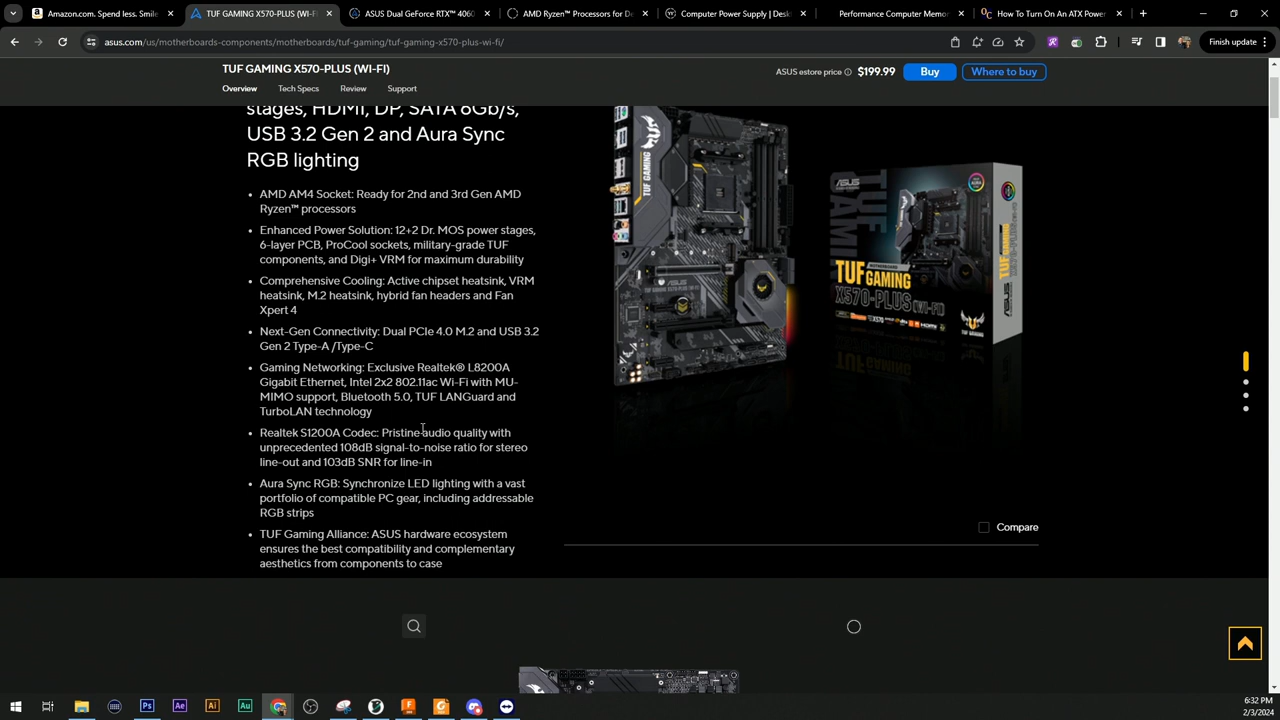 Amazon.com. Spend less. Smile
TUF GAMING X570-PLUS (WI-FI)
ASUS Dual GeForce RTX™ 4060
AMD Ryzen™ Processors for De
Computer Power Supply | Desk
Performance Computer Memor
How To Turn On An ATX Power
asus.com/us/motherboards-components/motherboards/tuf-gaming/tuf-gaming-x570-plus-wi-fi/
Finish update
TUF GAMING X570-PLUS (WI-FI)
ASUS estore price
$199.99
Buy
Where to buy
Overview
Tech Specs
Review
Support
stages, HDMI, DP, SATA 6Gb/s,
USB 3.2 Gen 2 and Aura Sync
RGB lighting
• AMD AM4 Socket: Ready for 2nd and 3rd Gen AMD
Ryzen™ processors
• Enhanced Power Solution: 12+2 Dr. MOS power stages,
6-layer PCB, ProCool sockets, military-grade TUF
components, and Digi+ VRM for maximum durability
• Comprehensive Cooling: Active chipset heatsink, VRM
heatsink, M.2 heatsink, hybrid fan headers and Fan
Xpert 4
• Next-Gen Connectivity: Dual PCIe 4.0 M.2 and USB 3.2
Gen 2 Type-A /Type-C
• Gaming Networking: Exclusive Realtek® L8200A
Gigabit Ethernet, Intel 2x2 802.11ac Wi-Fi with MU-
MIMO support, Bluetooth 5.0, TUF LANGuard and
TurboLAN technology
• Realtek S1200A Codec: Pristine audio quality with
unprecedented 108dB signal-to-noise ratio for stereo
line-out and 103dB SNR for line-in
• Aura Sync RGB: Synchronize LED lighting with a vast
portfolio of compatible PC gear, including addressable
RGB strips
• TUF Gaming Alliance: ASUS hardware ecosystem
ensures the best compatibility and complementary
aesthetics from components to case
TUF GAMING
ASUS
TUF GAMING
X570-PLUS (WI-FI)
TUF GAMING
Compare
Ps
Ae
Ai
Au
6:32 PM
2/3/2024